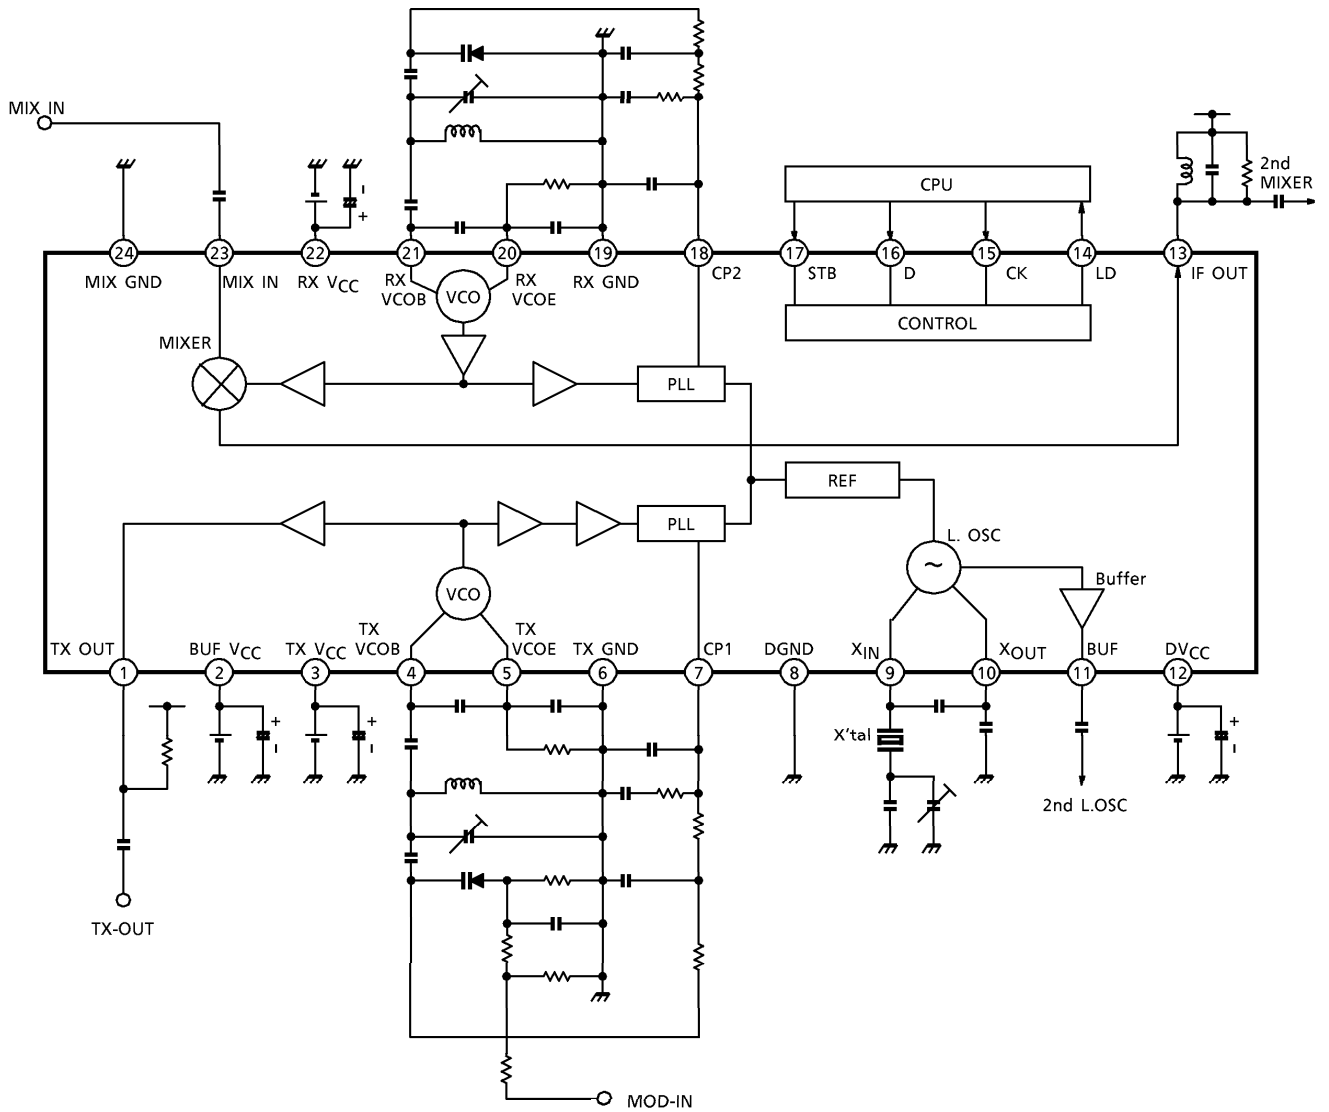 MIX IN
2nd
MIXER
CPU
24 23 22 21 20 19 18 17 16 15 14 13
MIX GND
MIX IN
RX VCC
RX
VCOB
VCO
RX
VCOE
RX GND
CP2
STB
D
CK
LD
IF OUT
CONTROL
MIXER
PLL
REF
PLL
L. OSC
~
VCO
Buffer
TX OUT
BUF VCC
TX VCC
TX
VCOB
TX
VCOE
TX GND
CP1
DGND
XIN
XOUT
BUF
DVCC
1 2 3 4 5 6 7 8 9 10 11 12
X'tal
2nd L.OSC
TX-OUT
MOD-IN